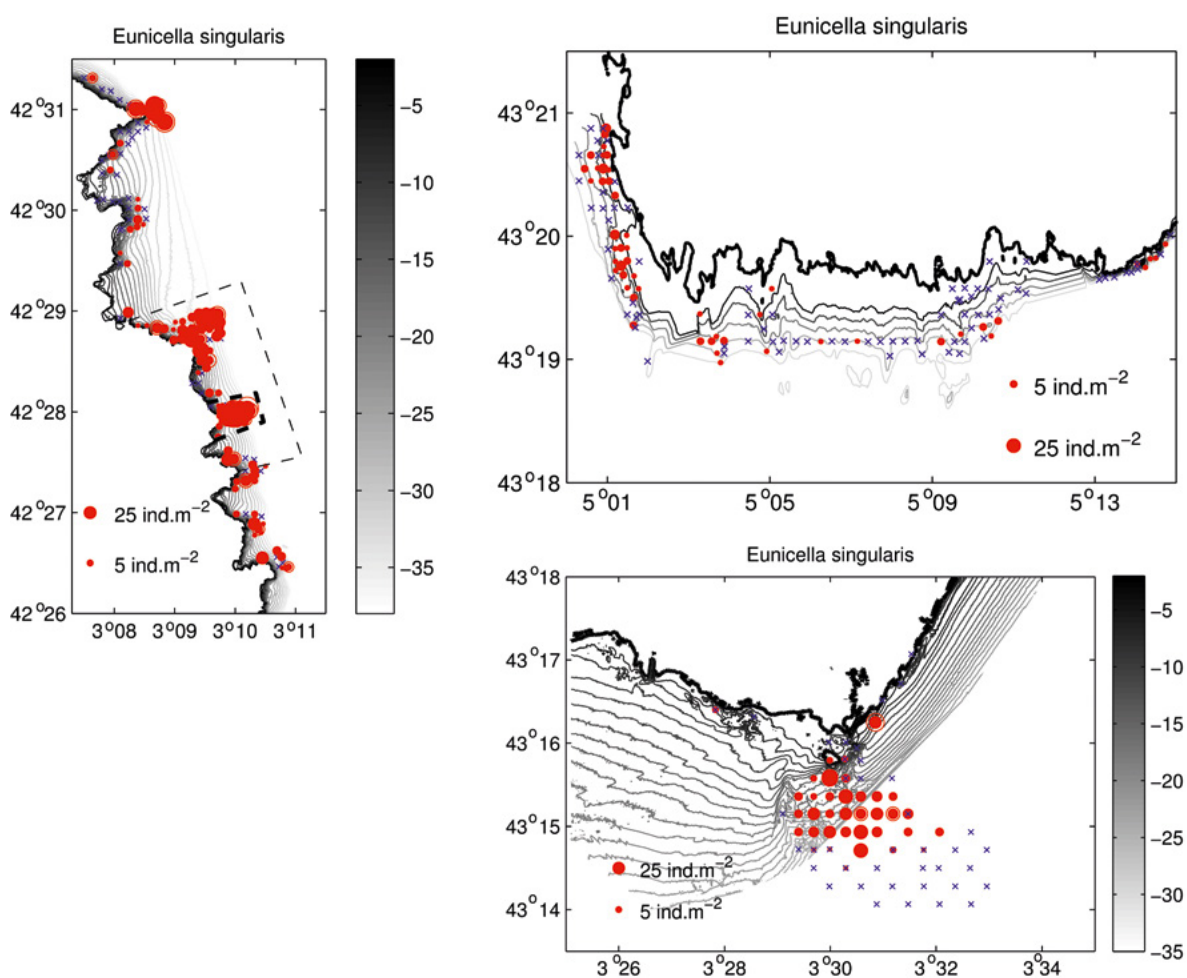 Eunicella singularis
42°31
42°30
42°29
42°28
42°27
42°26
3°08 3°09 3°10 3°11
25 ind.m⁻²
5 ind.m⁻²
−5
−10
−15
−20
−25
−30
−35
Eunicella singularis
43°21
43°20
43°19
43°18
5°01 5°05 5°09 5°13
5 ind.m⁻²
25 ind.m⁻²
Eunicella singularis
43°18
43°17
43°16
43°15
43°14
3°26 3°28 3°30 3°32 3°34
25 ind.m⁻²
5 ind.m⁻²
−5
−10
−15
−20
−25
−30
−35